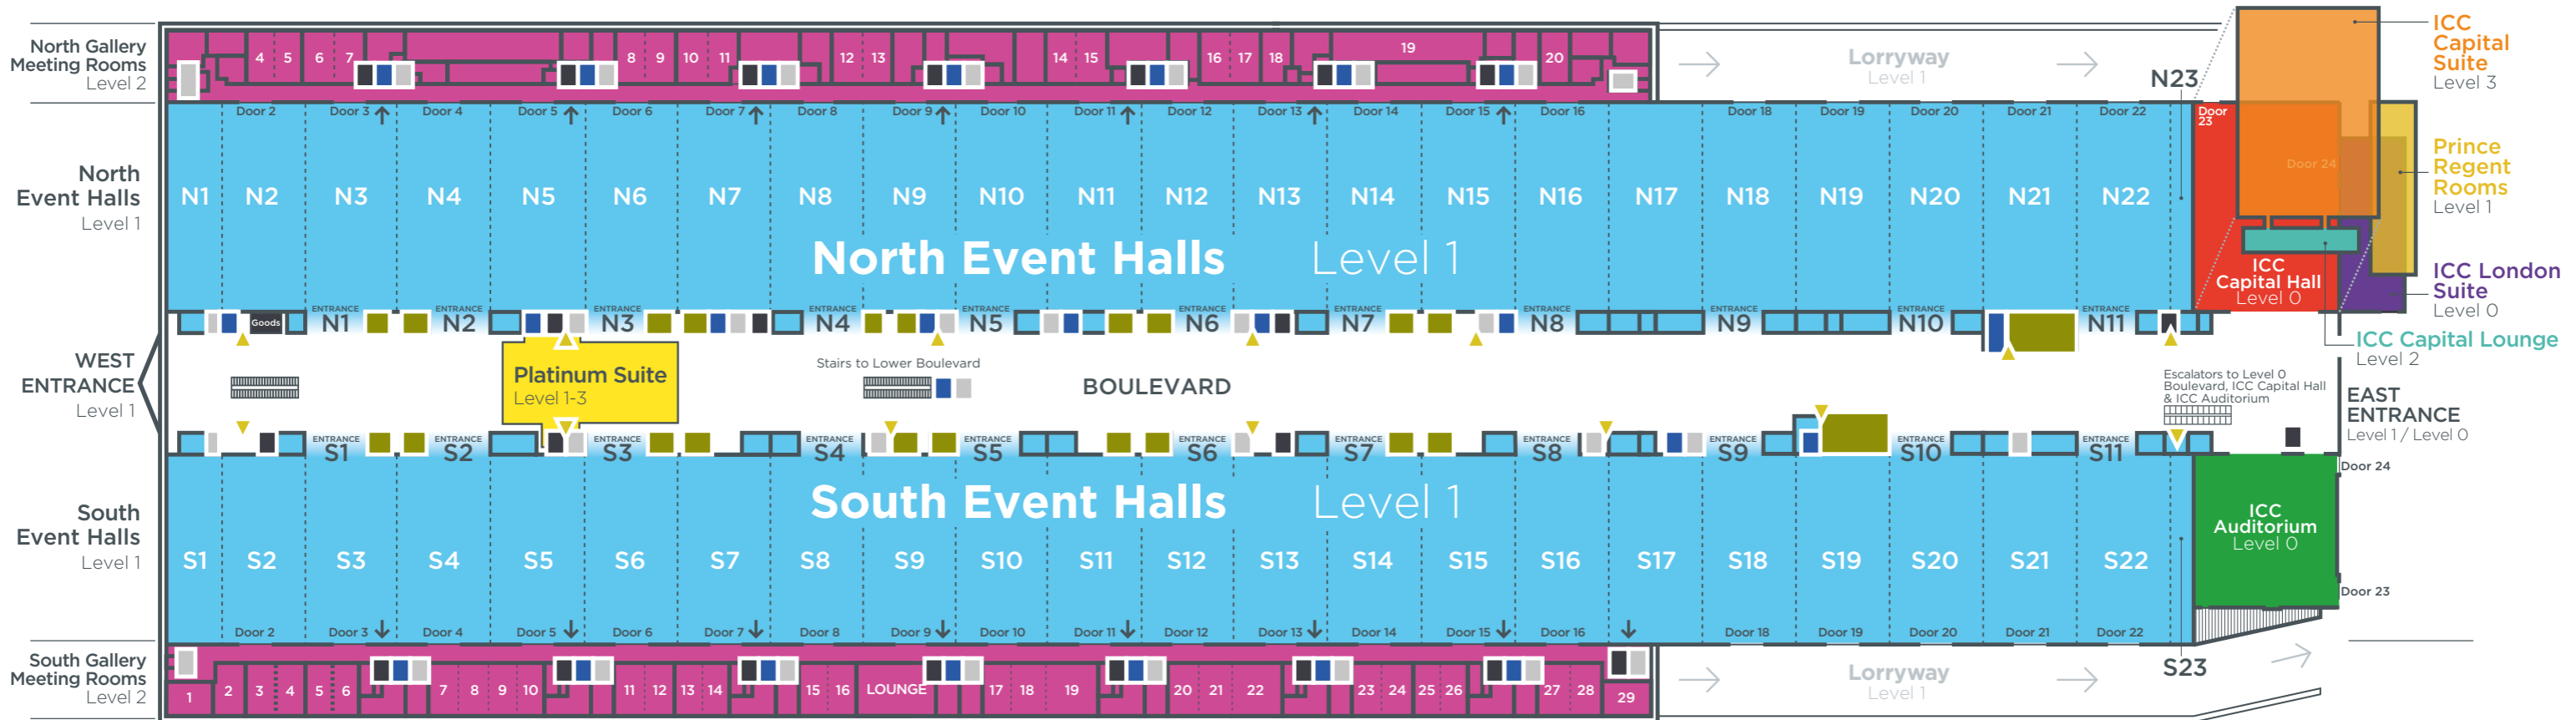 North Gallery
Meeting Rooms
Level 2
4 5 6 7 8 9 10 11 12 13 14 15 16 17 18 19 20
Lorryway
Level 1
N23
ICC
Capital
Suite
Level 3
Door 2 Door 3 Door 4 Door 5 Door 6 Door 7 Door 8 Door 9 Door 10 Door 11 Door 12 Door 13 Door 14 Door 15 Door 16 Door 18 Door 19 Door 20 Door 21 Door 22
Door
23
Door 24
Prince
Regent
Rooms
Level 1
North
Event Halls
Level 1
N1 N2 N3 N4 N5 N6 N7 N8 N9 N10 N11 N12 N13 N14 N15 N16 N17 N18 N19 N20 N21 N22
North Event Halls Level 1
ICC
Capital Hall
Level 0
ICC London
Suite
Level 0
ENTRANCE ENTRANCE ENTRANCE ENTRANCE ENTRANCE ENTRANCE ENTRANCE ENTRANCE ENTRANCE ENTRANCE ENTRANCE
Goods N1 N2 N3 N4 N5 N6 N7 N8 N9 N10 N11
ICC Capital Lounge
Level 2
WEST
ENTRANCE
Level 1
Platinum Suite
Level 1-3
Stairs to Lower Boulevard
BOULEVARD
Escalators to Level 0
Boulevard, ICC Capital Hall
& ICC Auditorium
EAST
ENTRANCE
Level 1 / Level 0
ENTRANCE ENTRANCE ENTRANCE ENTRANCE ENTRANCE ENTRANCE ENTRANCE ENTRANCE ENTRANCE ENTRANCE ENTRANCE
S1 S2 S3 S4 S5 S6 S7 S8 S9 S10 S11
Door 24
South
Event Halls
Level 1
South Event Halls Level 1
ICC
Auditorium
Level 0
S1 S2 S3 S4 S5 S6 S7 S8 S9 S10 S11 S12 S13 S14 S15 S16 S17 S18 S19 S20 S21 S22
Door 23
Door 2 Door 3 Door 4 Door 5 Door 6 Door 7 Door 8 Door 9 Door 10 Door 11 Door 12 Door 13 Door 14 Door 15 Door 16 Door 18 Door 19 Door 20 Door 21 Door 22
South Gallery
Meeting Rooms
Level 2
1 2 3 4 5 6 7 8 9 10 11 12 13 14 15 16 LOUNGE 17 18 19 20 21 22 23 24 25 26 27 28 29
Lorryway
Level 1
S23